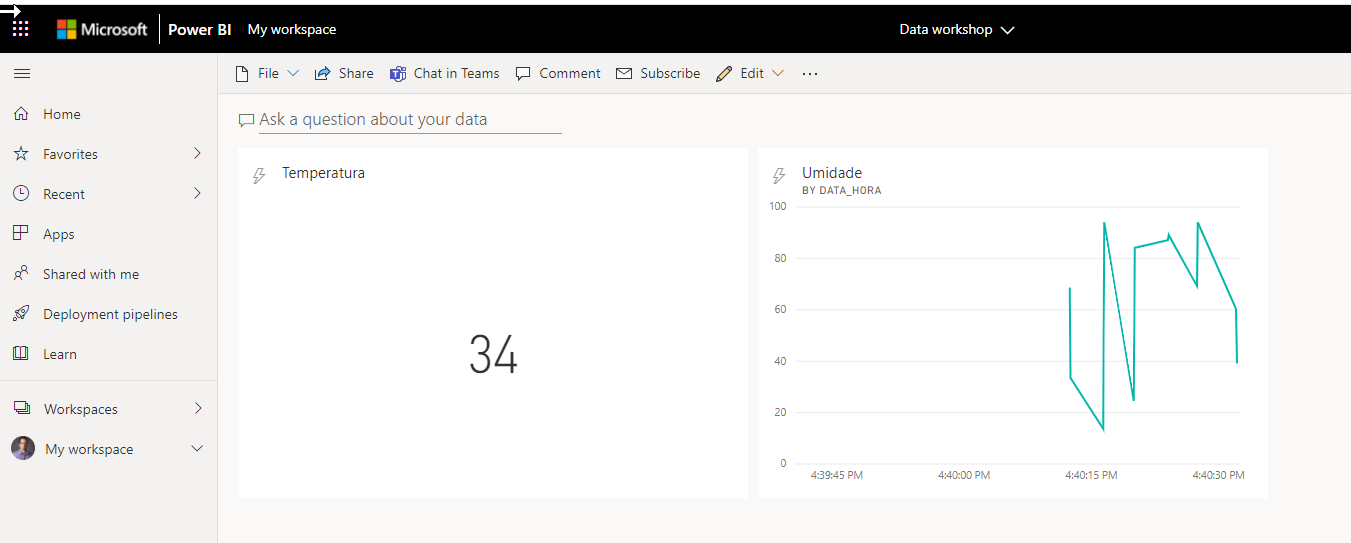 Microsoft Power BI My workspace Data workshop
File Share Chat in Teams Comment Subscribe Edit ...
Home
Favorites
Recent
Apps
Shared with me
Deployment pipelines
Learn
Workspaces
My workspace
Ask a question about your data
Temperatura
34
Umidade
BY DATA_HORA
100
80
60
40
20
0
4:39:45 PM 4:40:00 PM 4:40:15 PM 4:40:30 PM